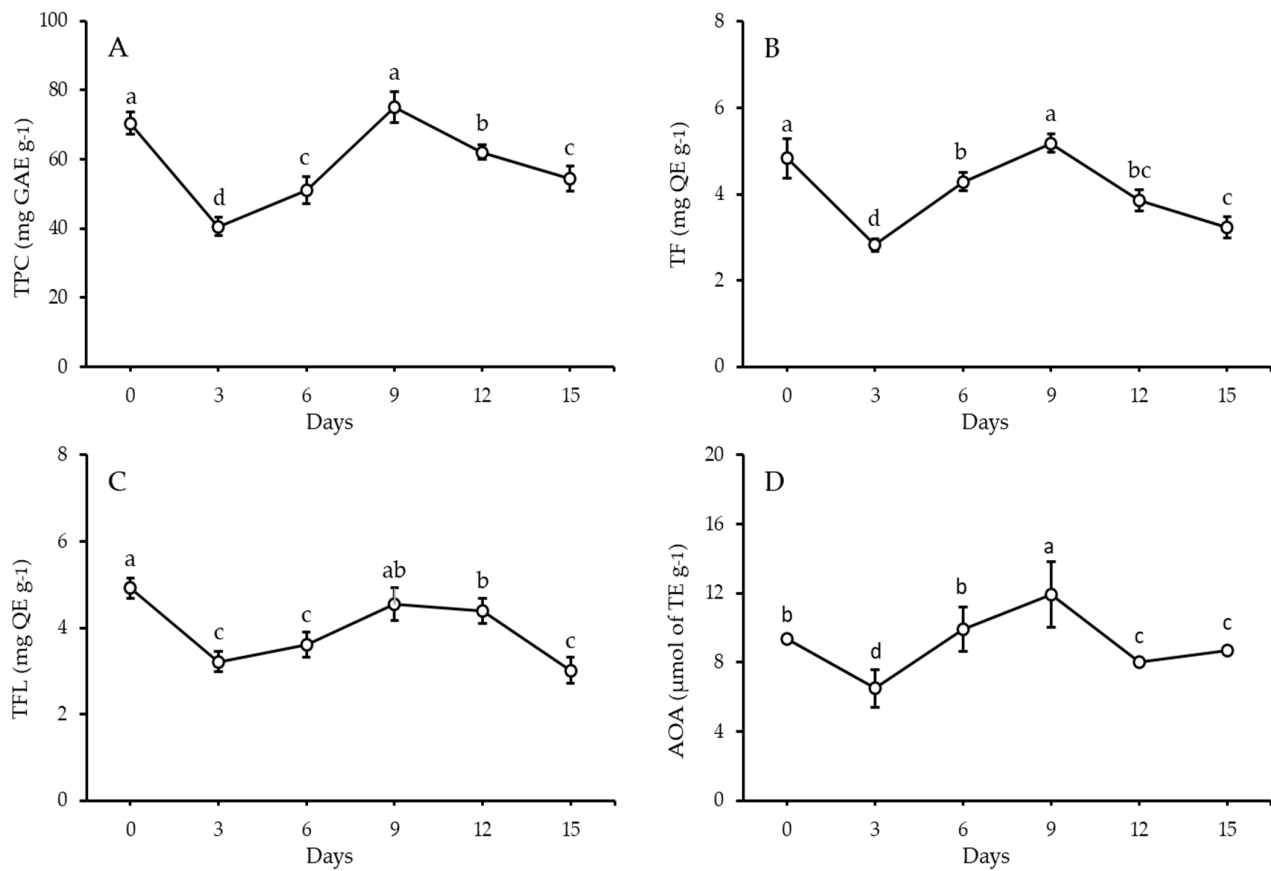 A
TPC (mg GAE g-1)
100
80
60
40
20
0
a
d
c
a
b
c
0 3 6 9 12 15
Days
B
TF (mg QE g-1)
8
6
4
2
0
a
d
b
a
bc
c
0 3 6 9 12 15
Days
C
TFL (mg QE g-1)
8
6
4
2
0
a
c
c
ab
b
c
0 3 6 9 12 15
Days
D
AOA (µmol of TE g-1)
20
16
12
8
4
0
b
d
b
a
c
c
0 3 6 9 12 15
Days